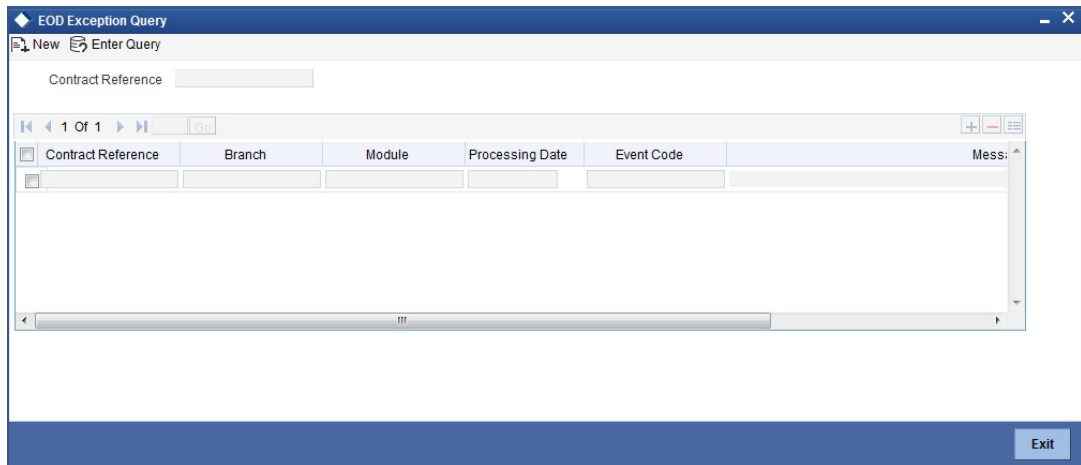 EOD Exception Query
New Enter Query
Contract Reference
1 Of 1 Go
Contract Reference Branch Module Processing Date Event Code Messa
Exit